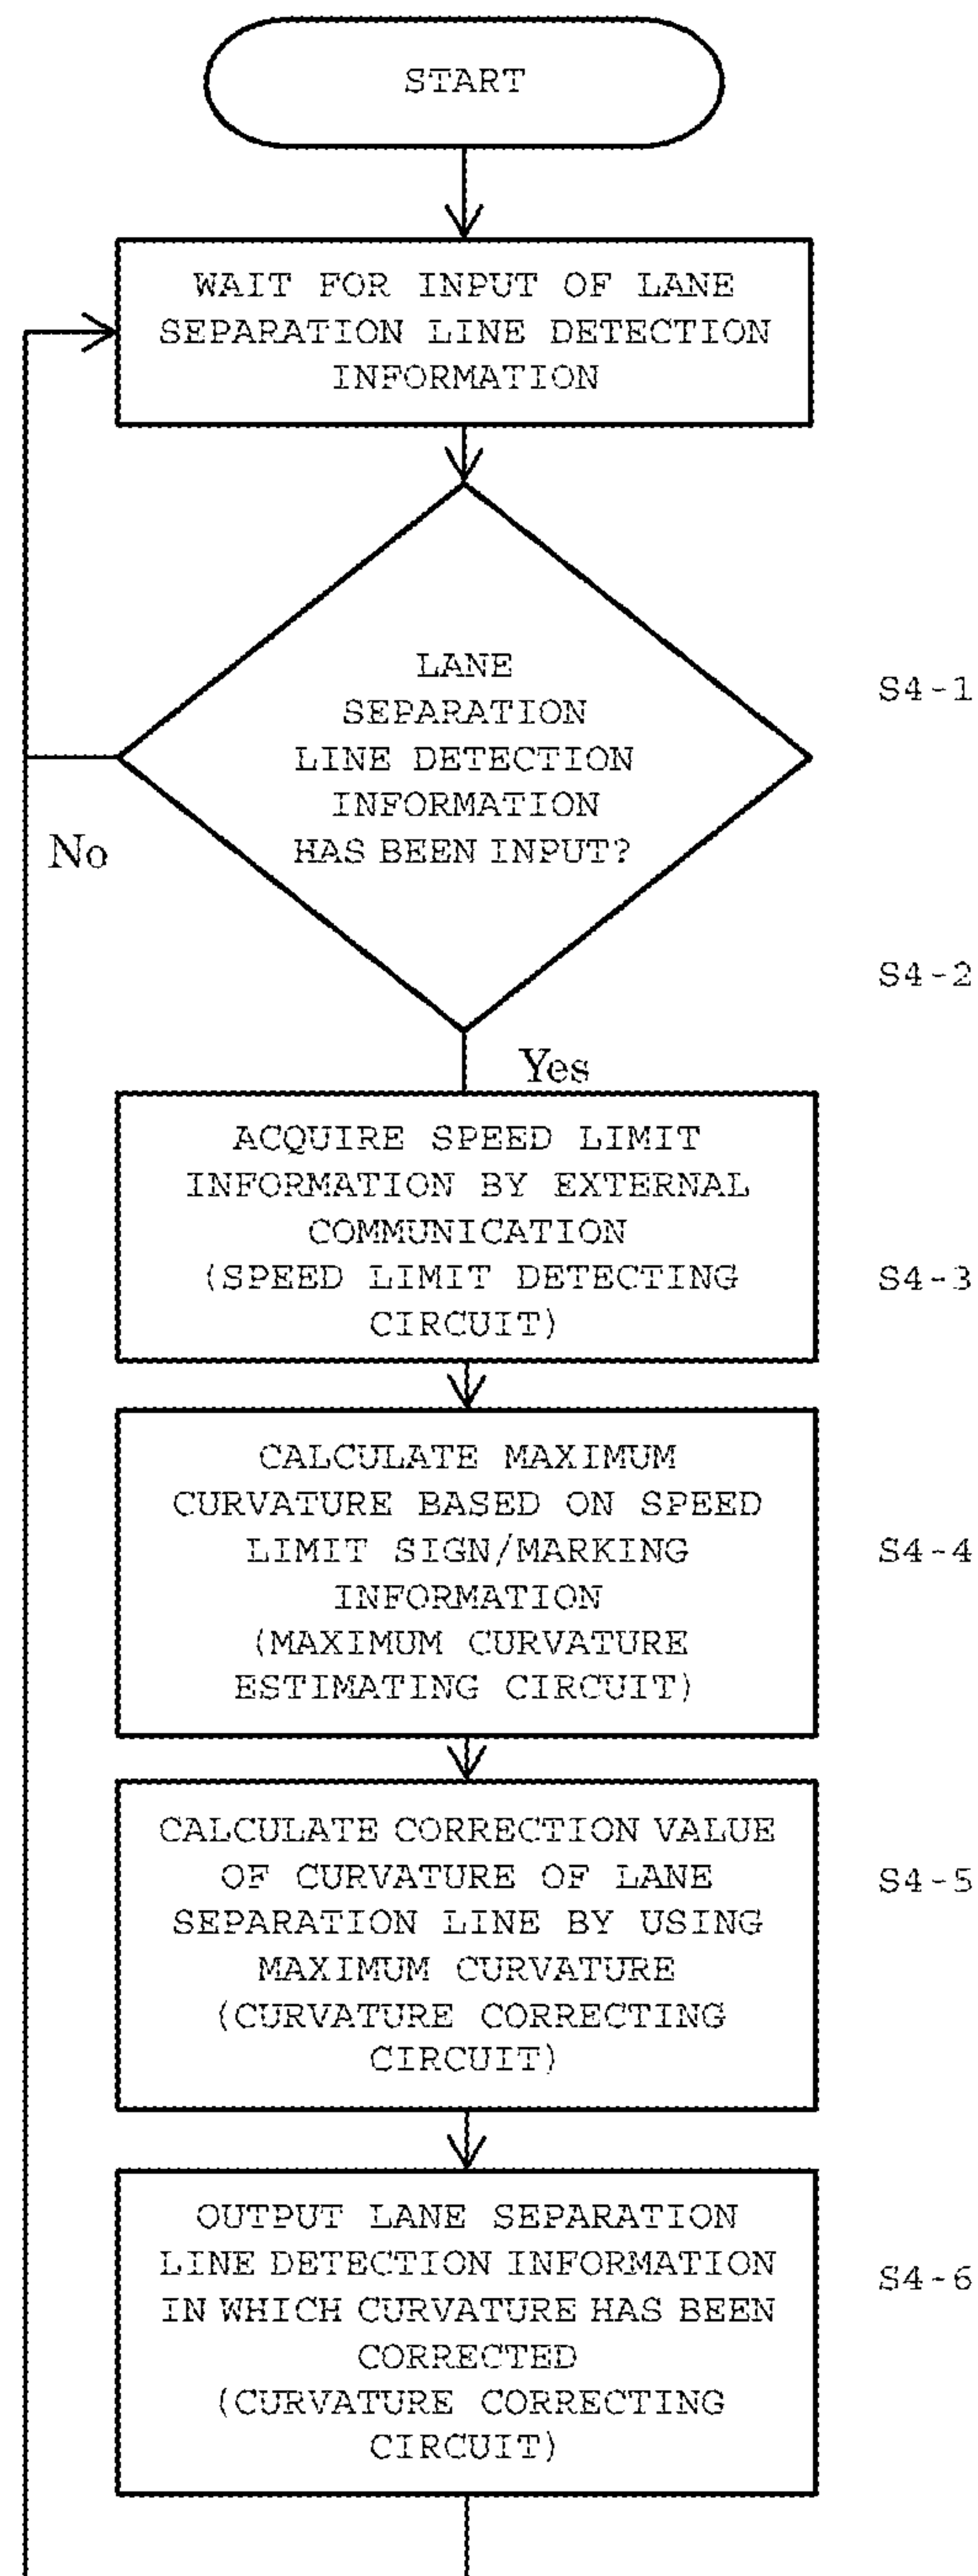 START
WAIT FOR INPUT OF LANE
SEPARATION LINE DETECTION
INFORMATION
LANE
SEPARATION
LINE DETECTION
INFORMATION
HAS BEEN INPUT?
S4-1
No
S4-2
Yes
ACQUIRE SPEED LIMIT
INFORMATION BY EXTERNAL
COMMUNICATION
(SPEED LIMIT DETECTING
CIRCUIT)
S4-3
CALCULATE MAXIMUM
CURVATURE BASED ON SPEED
LIMIT SIGN/MARKING
INFORMATION
(MAXIMUM CURVATURE
ESTIMATING CIRCUIT)
S4-4
CALCULATE CORRECTION VALUE
OF CURVATURE OF LANE
SEPARATION LINE BY USING
MAXIMUM CURVATURE
(CURVATURE CORRECTING
CIRCUIT)
S4-5
OUTPUT LANE SEPARATION
LINE DETECTION INFORMATION
IN WHICH CURVATURE HAS BEEN
CORRECTED
(CURVATURE CORRECTING
CIRCUIT)
S4-6